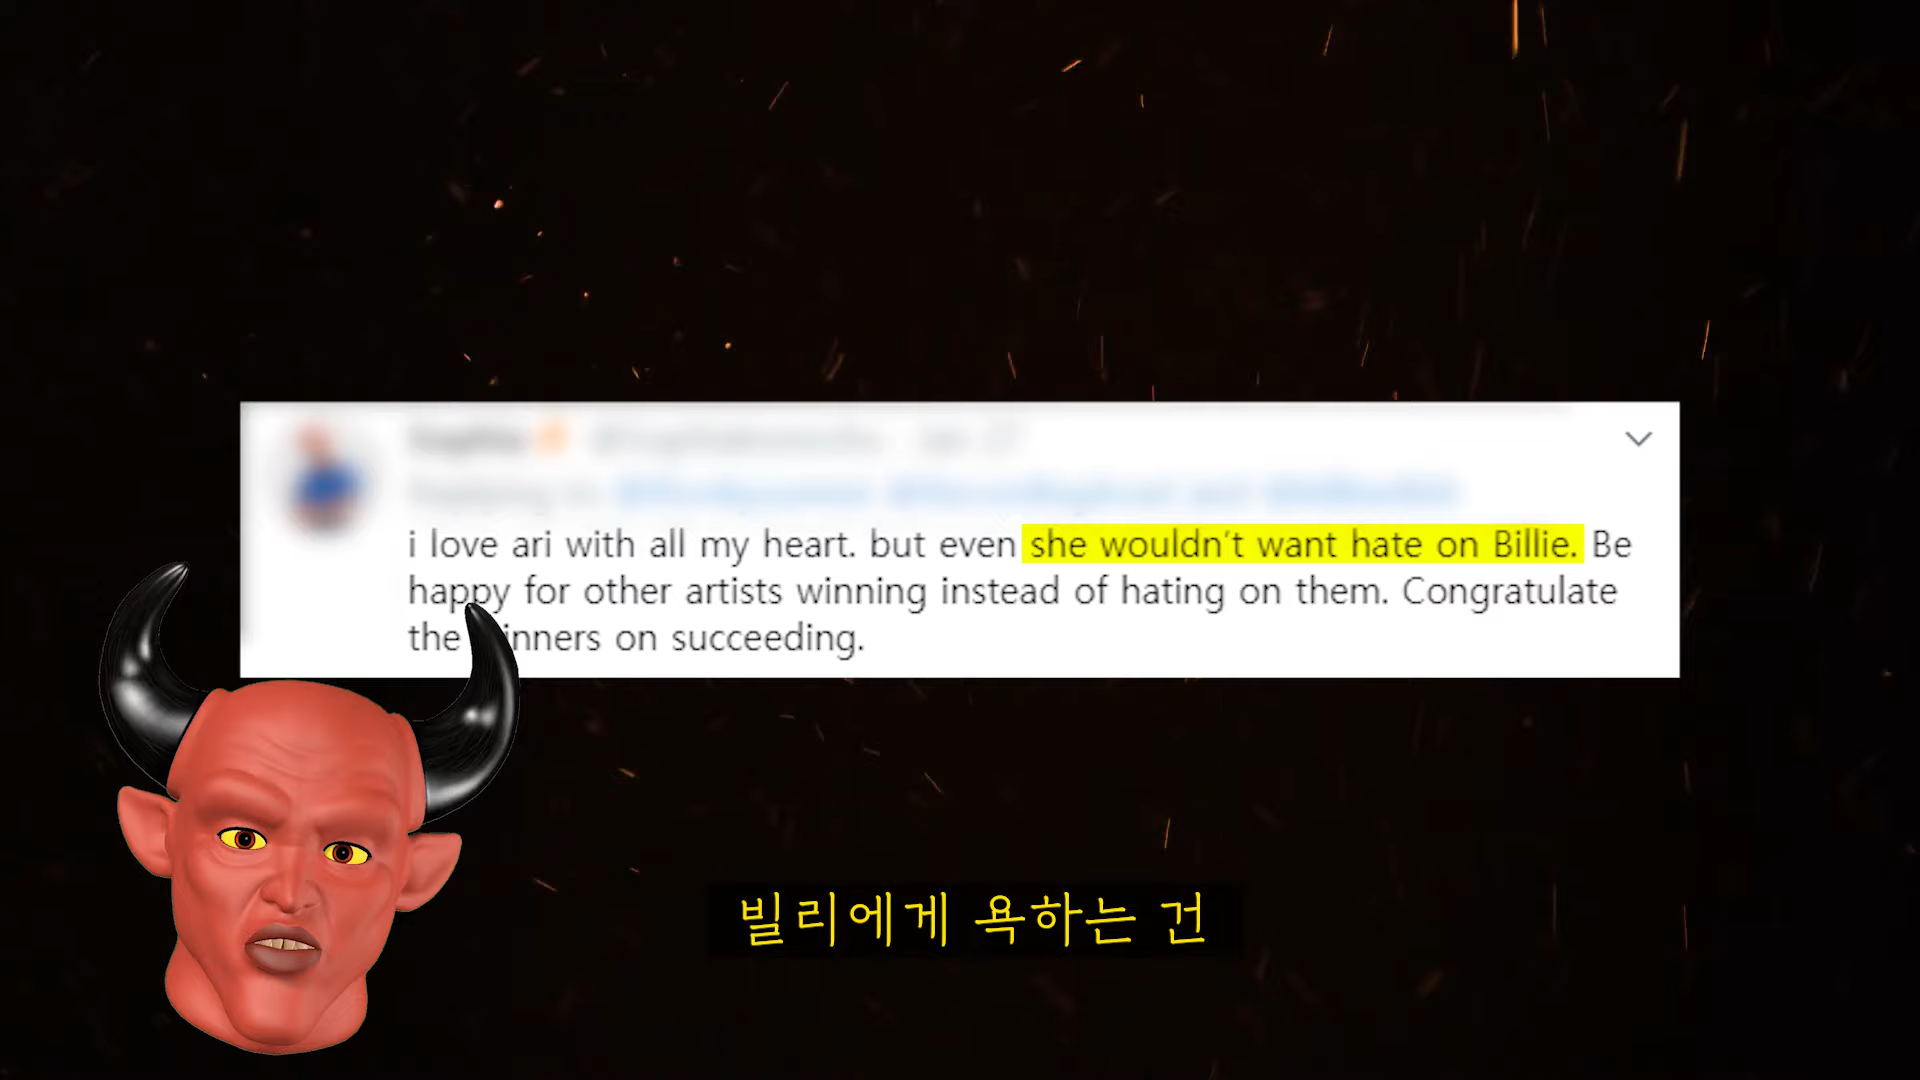 i love ari with all my heart. but even she wouldn't want hate on Billie. Be
happy for other artists winning instead of hating on them. Congratulate
the inners on succeeding.
빌리에게 욕하는 건